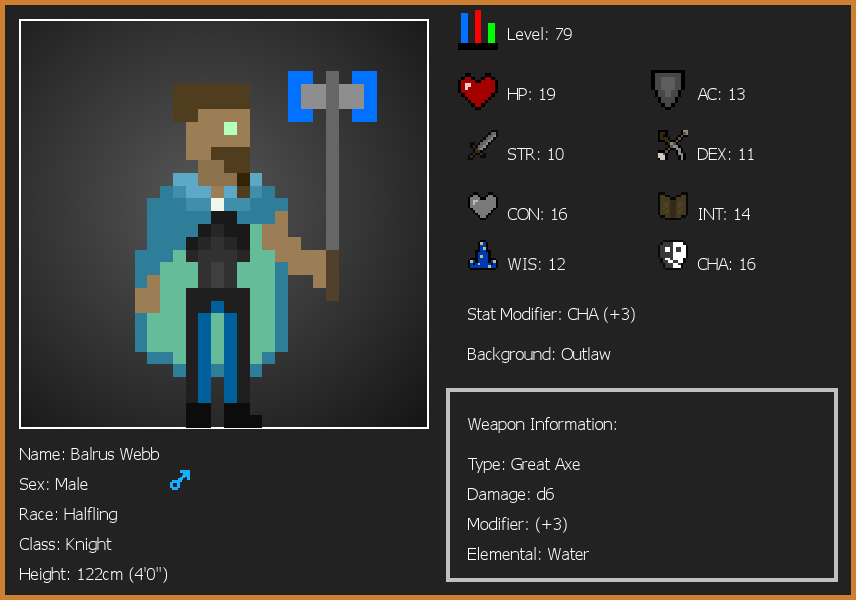 Level: 79
HP: 19
AC: 13
STR: 10
DEX: 11
CON: 16
INT: 14
WIS: 12
CHA: 16
Stat Modifier: CHA (+3)
Background: Outlaw
Weapon Information:
Type: Great Axe
Damage: d6
Modifier: (+3)
Elemental: Water
Name: Balrus Webb
Sex: Male
Race: Halfling
Class: Knight
Height: 122cm (4'0")